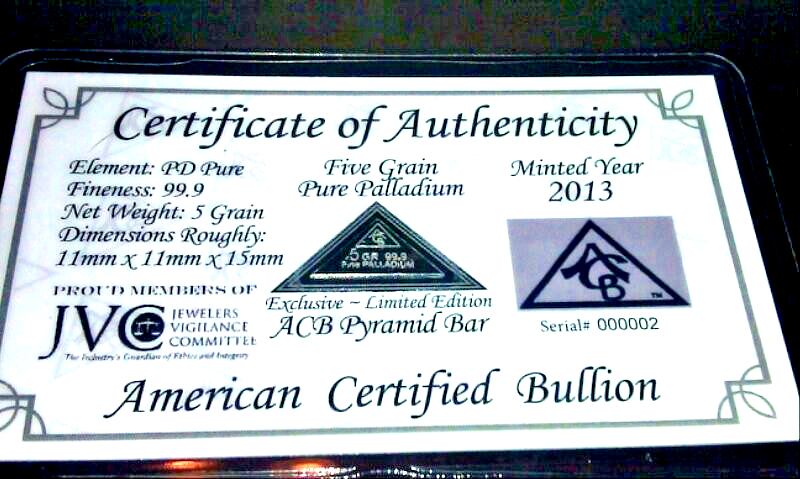 Certificate of Authenticity
Element: PD Pure
Fineness: 99.9
Net Weight: 5 Grain
Dimensions Roughly:
11mm x 11mm x 15mm
PROUD MEMBERS OF
JVC JEWELERS
VIGILANCE
COMMITTEE
The Industry's Guardian of Ethics and Integrity
Five Grain
Pure Palladium
ACB
.5 GR 99.9
Pure PALLADIUM
Exclusive ~ Limited Edition
ACB Pyramid Bar
Minted Year
2013
ACB
TM
Serial# 000002
American Certified Bullion